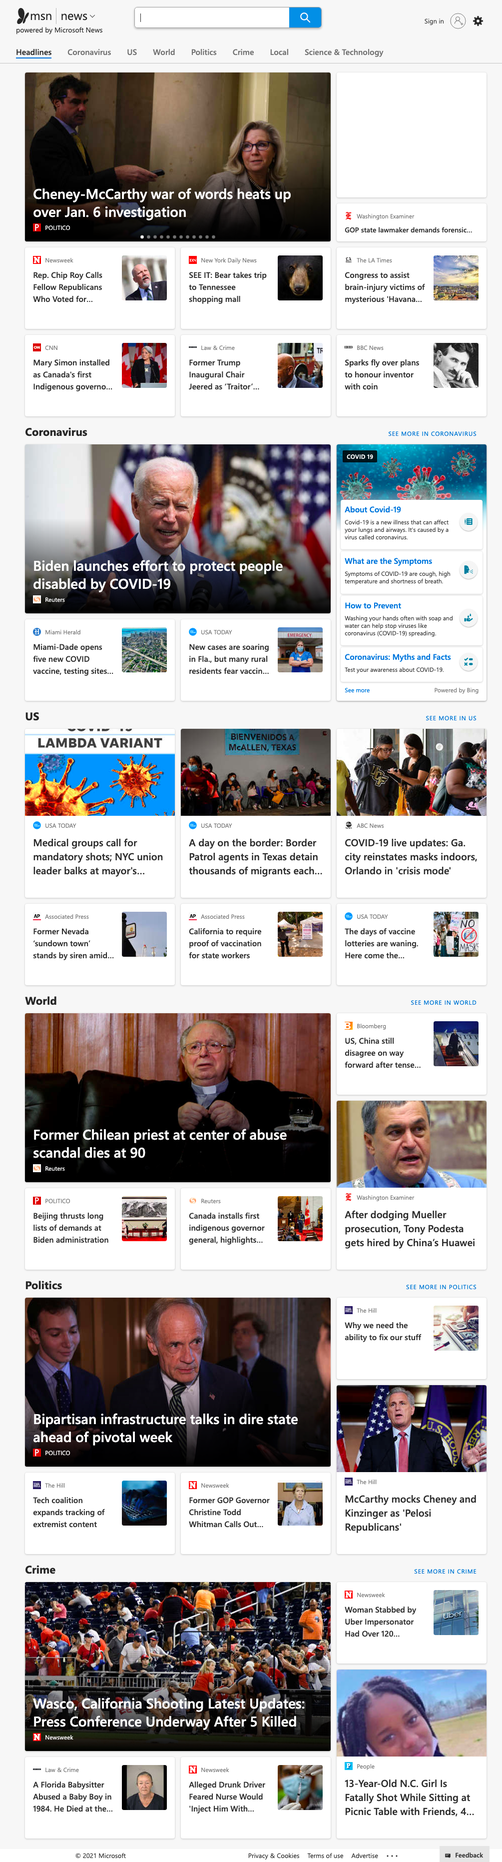 msn | news
powered by Microsoft News
Sign in
Headlines Coronavirus US World Politics Crime Local Science & Technology
Cheney-McCarthy war of words heats up
over Jan. 6 investigation
POLITICO
Washington Examiner
GOP state lawmaker demands forensic...
Newsweek
Rep. Chip Roy Calls
Fellow Republicans
Who Voted for...
New York Daily News
SEE IT: Bear takes trip
to Tennessee
shopping mall
The LA Times
Congress to assist
brain-injury victims of
mysterious 'Havana...
CNN
Mary Simon installed
as Canada's first
Indigenous governo...
Law & Crime
Former Trump
Inaugural Chair
Jeered as 'Traitor'...
BBC News
Sparks fly over plans
to honour inventor
with coin
Coronavirus
SEE MORE IN CORONAVIRUS
Biden launches effort to protect people
disabled by COVID-19
Reuters
COVID 19
About Covid-19
Covid-19 is a new illness that can affect
your lungs and airways. It's caused by a
virus called coronavirus.
What are the Symptoms
Symptoms of COVID-19 are cough, high
temperature and shortness of breath.
How to Prevent
Washing your hands often with soap and
water can help stop viruses like
coronavirus (COVID-19) spreading.
Coronavirus: Myths and Facts
Test your awareness about COVID-19.
See more
Powered by Bing
Miami Herald
Miami-Dade opens
five new COVID
vaccine, testing sites...
USA TODAY
New cases are soaring
in Fla., but many rural
residents fear vaccin...
EMERGENCY
US
SEE MORE IN US
COVID-19
LAMBDA VARIANT
USA TODAY
Medical groups call for
mandatory shots; NYC union
leader balks at mayor's...
BIENVENIDOS A
McALLEN, TEXAS
USA TODAY
A day on the border: Border
Patrol agents in Texas detain
thousands of migrants each...
ABC News
COVID-19 live updates: Ga.
city reinstates masks indoors,
Orlando in 'crisis mode'
Associated Press
Former Nevada
'sundown town'
stands by siren amid...
Associated Press
California to require
proof of vaccination
for state workers
USA TODAY
The days of vaccine
lotteries are waning.
Here come the...
NO
World
SEE MORE IN WORLD
Former Chilean priest at center of abuse
scandal dies at 90
Reuters
Bloomberg
US, China still
disagree on way
forward after tense...
Washington Examiner
After dodging Mueller
prosecution, Tony Podesta
gets hired by China's Huawei
POLITICO
Beijing thrusts long
lists of demands at
Biden administration
Reuters
Canada installs first
indigenous governor
general, highlights...
Politics
SEE MORE IN POLITICS
Bipartisan infrastructure talks in dire state
ahead of pivotal week
POLITICO
The Hill
Why we need the
ability to fix our stuff
The Hill
McCarthy mocks Cheney and
Kinzinger as 'Pelosi
Republicans'
The Hill
Tech coalition
expands tracking of
extremist content
Newsweek
Former GOP Governor
Christine Todd
Whitman Calls Out...
Crime
SEE MORE IN CRIME
Wasco, California Shooting Latest Updates:
Press Conference Underway After 5 Killed
Newsweek
Newsweek
Woman Stabbed by
Uber Impersonator
Had Over 120...
People
13-Year-Old N.C. Girl Is
Fatally Shot While Sitting at
Picnic Table with Friends, 4...
Law & Crime
A Florida Babysitter
Abused a Baby Boy in
1984. He Died at the...
Newsweek
Alleged Drunk Driver
Feared Nurse Would
'Inject Him With...
© 2021 Microsoft
Privacy & Cookies Terms of use Advertise ...
Feedback